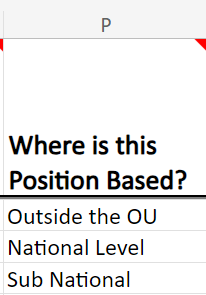 P
Where is this
Position Based?
Outside the OU
National Level
Sub National